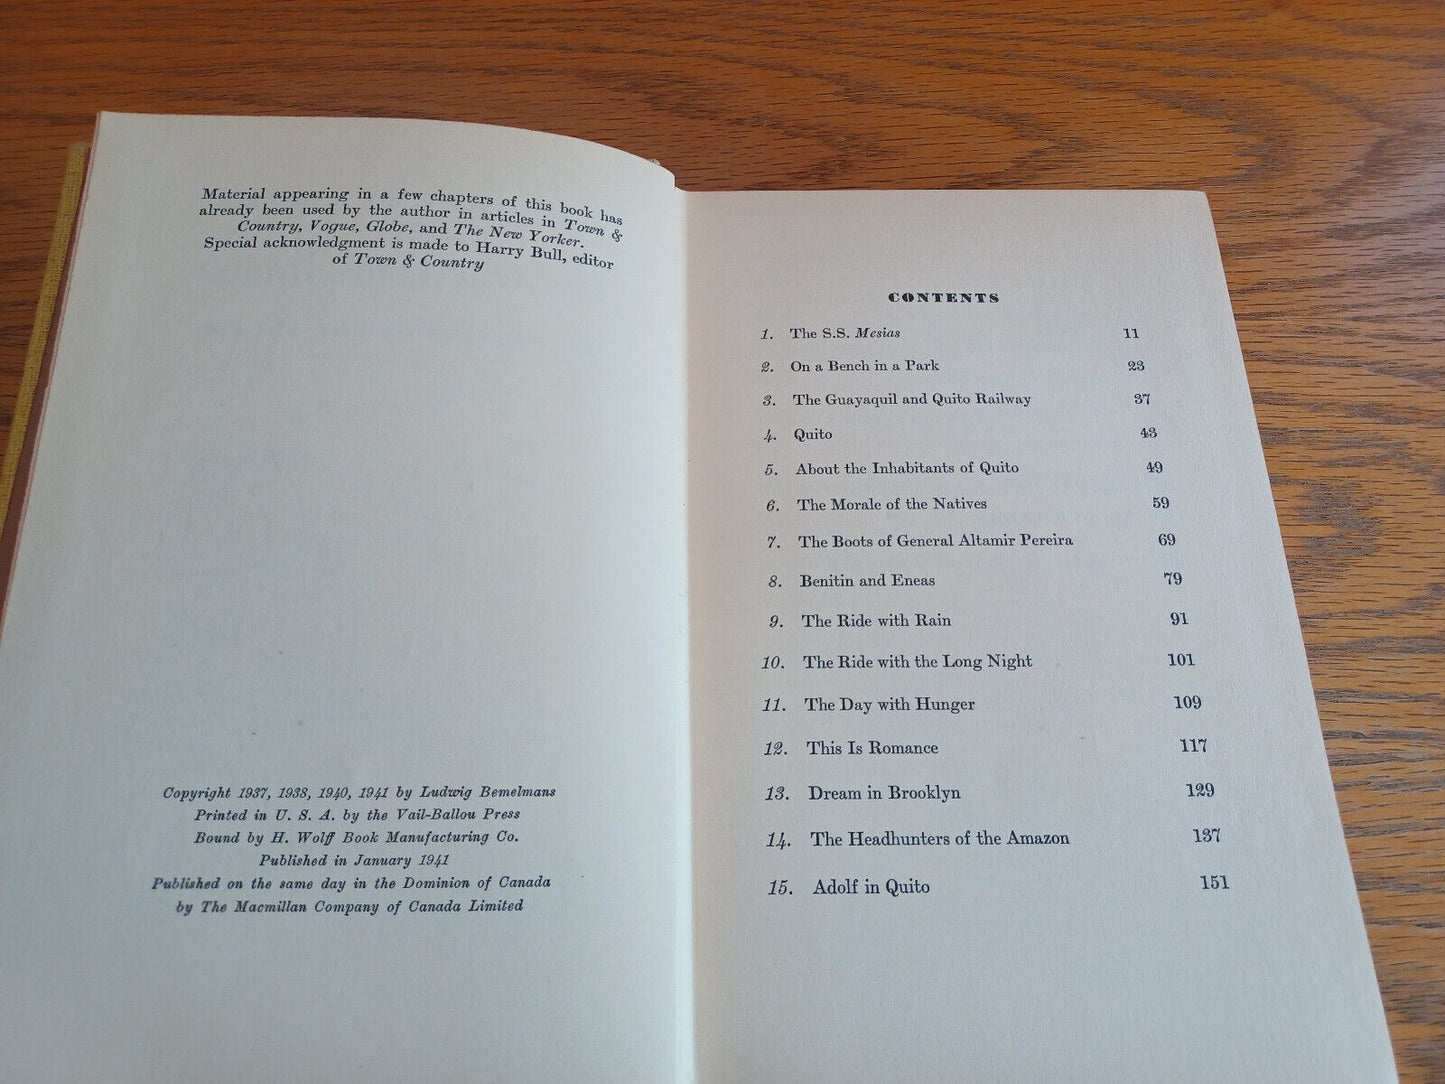 Material appearing in a few chapters of this book has
already been used by the author in articles in Town &
Country, Vogue, Globe, and The New Yorker.
Special acknowledgment is made to Harry Bull, editor
of Town & Country
Copyright 1937, 1938, 1940, 1941 by Ludwig Bemelmans
Printed in U. S. A. by the Vail-Ballou Press
Bound by H. Wolff Book Manufacturing Co.
Published in January 1941
Published on the same day in the Dominion of Canada
by The Macmillan Company of Canada Limited
CONTENTS
1. The S.S. Mesias 11
2. On a Bench in a Park 23
3. The Guayaquil and Quito Railway 37
4. Quito 43
5. About the Inhabitants of Quito 49
6. The Morale of the Natives 59
7. The Boots of General Altamir Pereira 69
8. Benitin and Eneas 79
9. The Ride with Rain 91
10. The Ride with the Long Night 101
11. The Day with Hunger 109
12. This Is Romance 117
13. Dream in Brooklyn 129
14. The Headhunters of the Amazon 137
15. Adolf in Quito 151